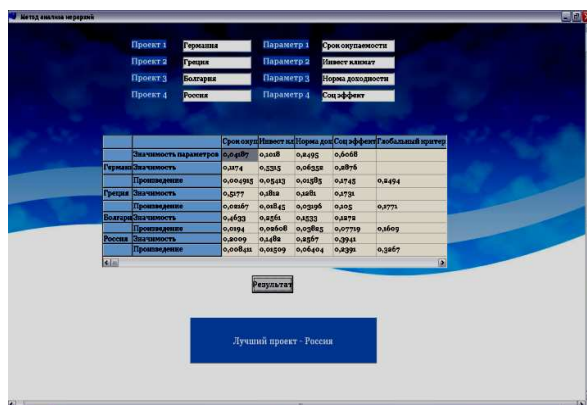 Метод анализа иерархий
Проект 1 Германия Параметр 1 Срок окупаемости
Проект 2 Греция Параметр 2 Инвест климат
Проект 3 Болгария Параметр 3 Норма доходности
Проект 4 Россия Параметр 4 Соц эффект
Срок окуп Инвест кл Норма дох Соц эффект Глобальный критер
Значимость параметров 0,04187 0,1018 0,2495 0,6068
Герман Значимость 0,1174 0,5315 0,06352 0,2876
Произведение 0,004915 0,05413 0,01585 0,1745 0,2494
Греция Значимость 0,5177 0,1812 0,1281 0,1731
Произведение 0,02167 0,01845 0,03196 0,105 0,1771
Болгари Значимость 0,4633 0,2561 0,1533 0,1272
Произведение 0,0194 0,02608 0,03825 0,07719 0,1609
Россия Значимость 0,2009 0,1482 0,2567 0,3941
Произведение 0,008411 0,01509 0,06404 0,2391 0,3267
Результат
Лучший проект - Россия